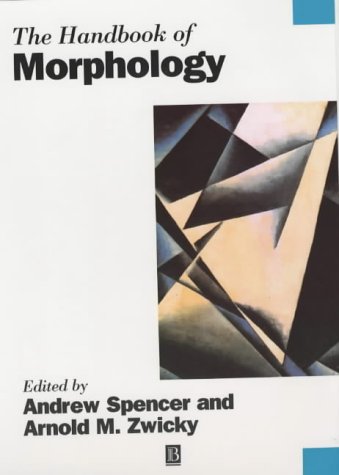 The Handbook of
Morphology
Edited by
Andrew Spencer and
Arnold M. Zwicky
B